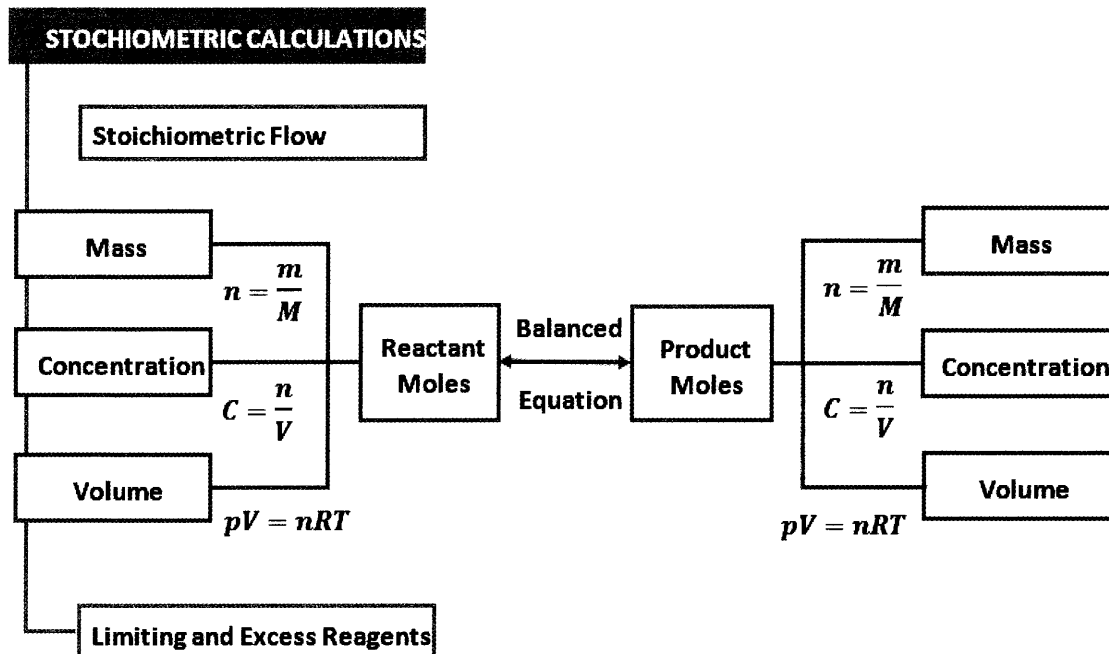 STOCHIOMETRIC CALCULATIONS
Stoichiometric Flow
Mass
n = m/M
Concentration
C = n/V
Volume
pV = nRT
Reactant
Moles
Balanced
Equation
Product
Moles
Mass
n = m/M
Concentration
C = n/V
Volume
pV = nRT
Limiting and Excess Reagents